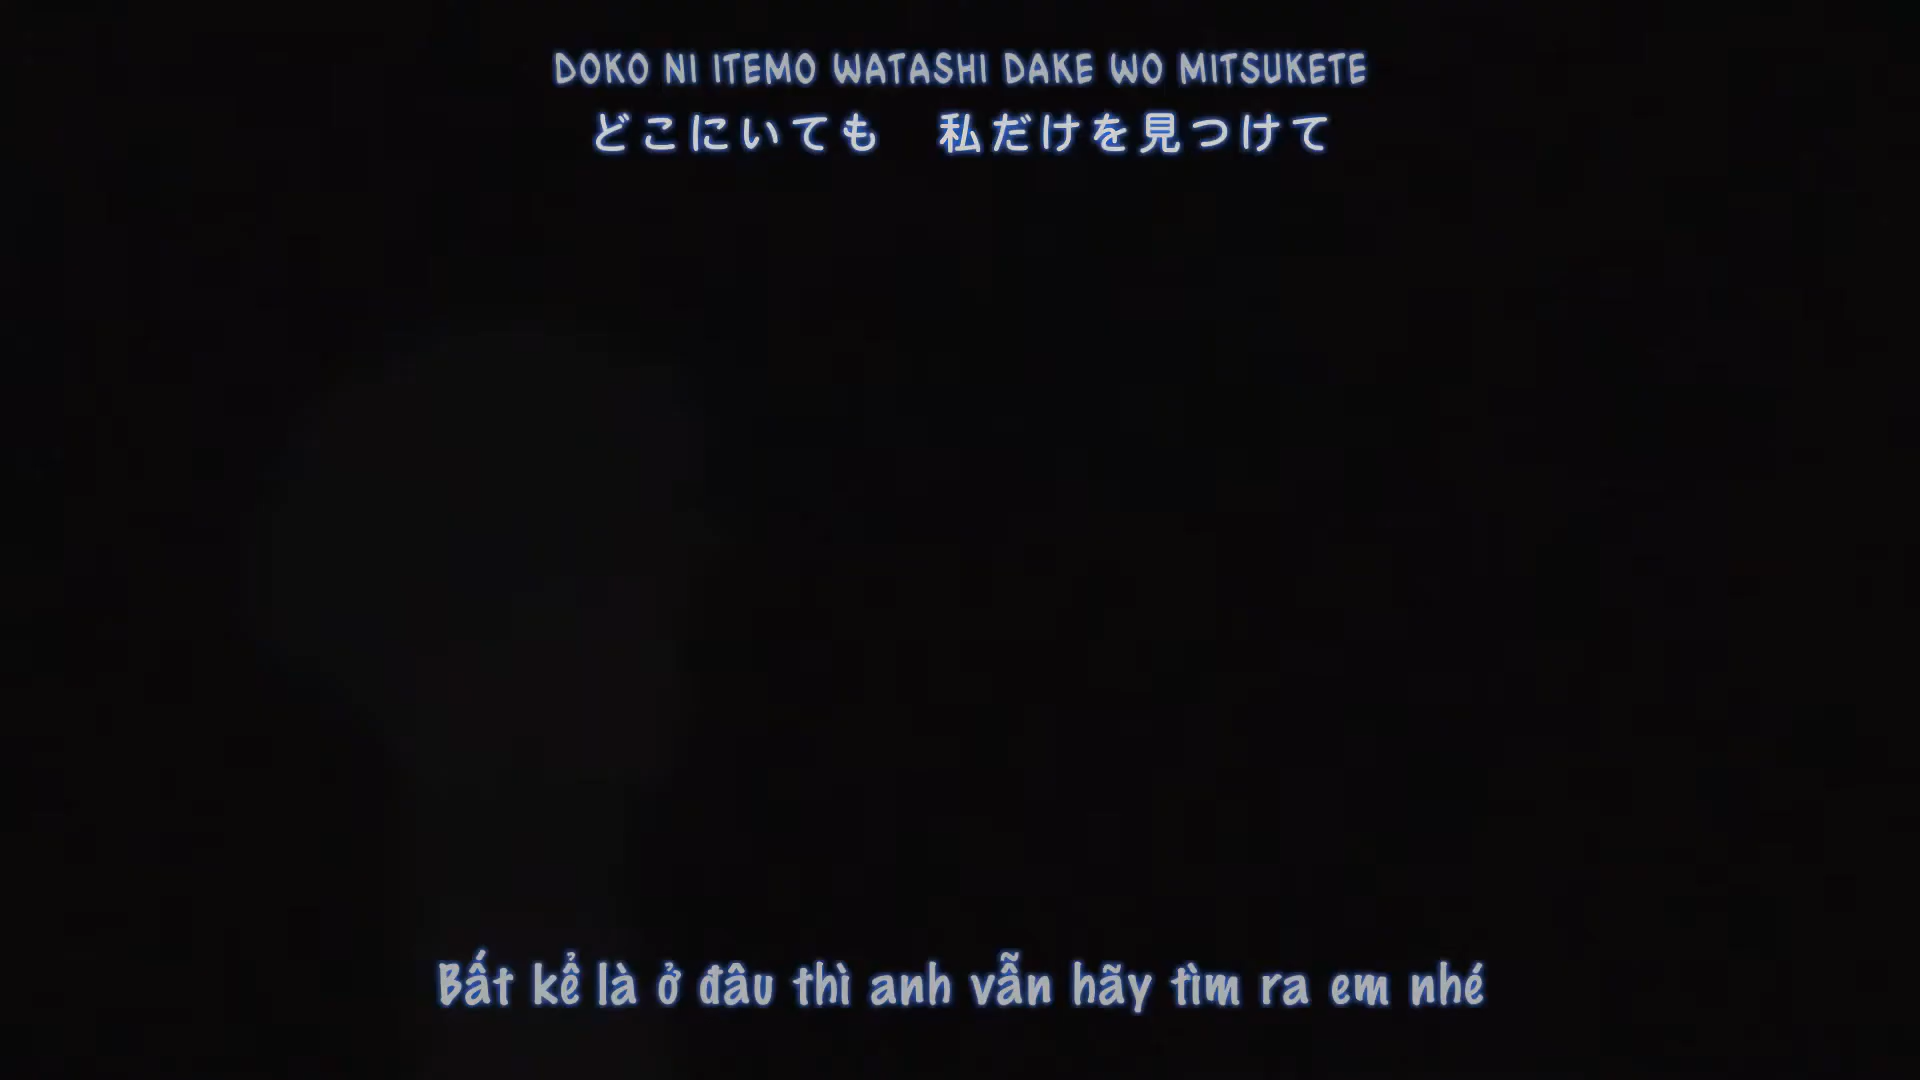 DOKO NI ITEMO WATASHI DAKE WO MITSUKETE
どこにいても　私だけを見つけて
Bất kể là ở đâu thì anh vẫn hãy tìm ra em nhé